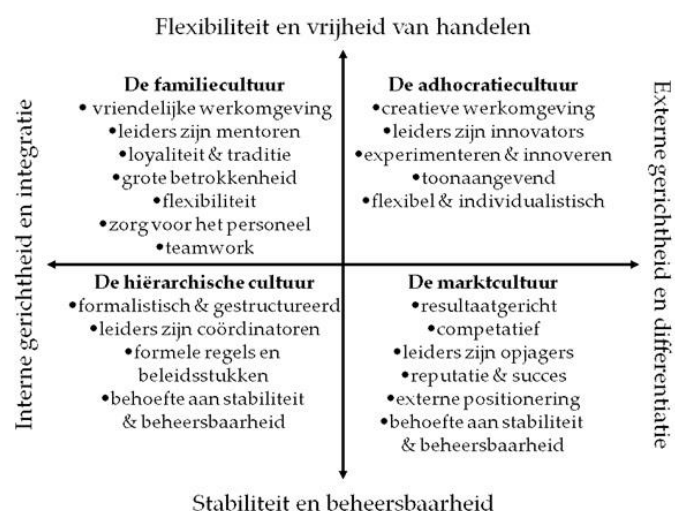 Flexibiliteit en vrijheid van handelen
Interne gerichtheid en integratie
De familiecultuur
• vriendelijke werkomgeving
•leiders zijn mentoren
•loyaliteit & traditie
•grote betrokkenheid
•flexibiliteit
•zorg voor het personeel
•teamwork
De adhocratiecultuur
•creatieve werkomgeving
•leiders zijn innovators
•experimenteren & innoveren
•toonaangevend
•flexibel & individualistisch
De hiërarchische cultuur
•formalistisch & gestructureerd
•leiders zijn coördinatoren
•formele regels en
beleidsstukken
•behoefte aan stabiliteit
& beheersbaarheid
De marktcultuur
•resultaatgericht
•competatief
•leiders zijn opjagers
•reputatie & succes
•externe positionering
•behoefte aan stabiliteit
& beheersbaarheid
Externe gerichtheid en differentiatie
Stabiliteit en beheersbaarheid